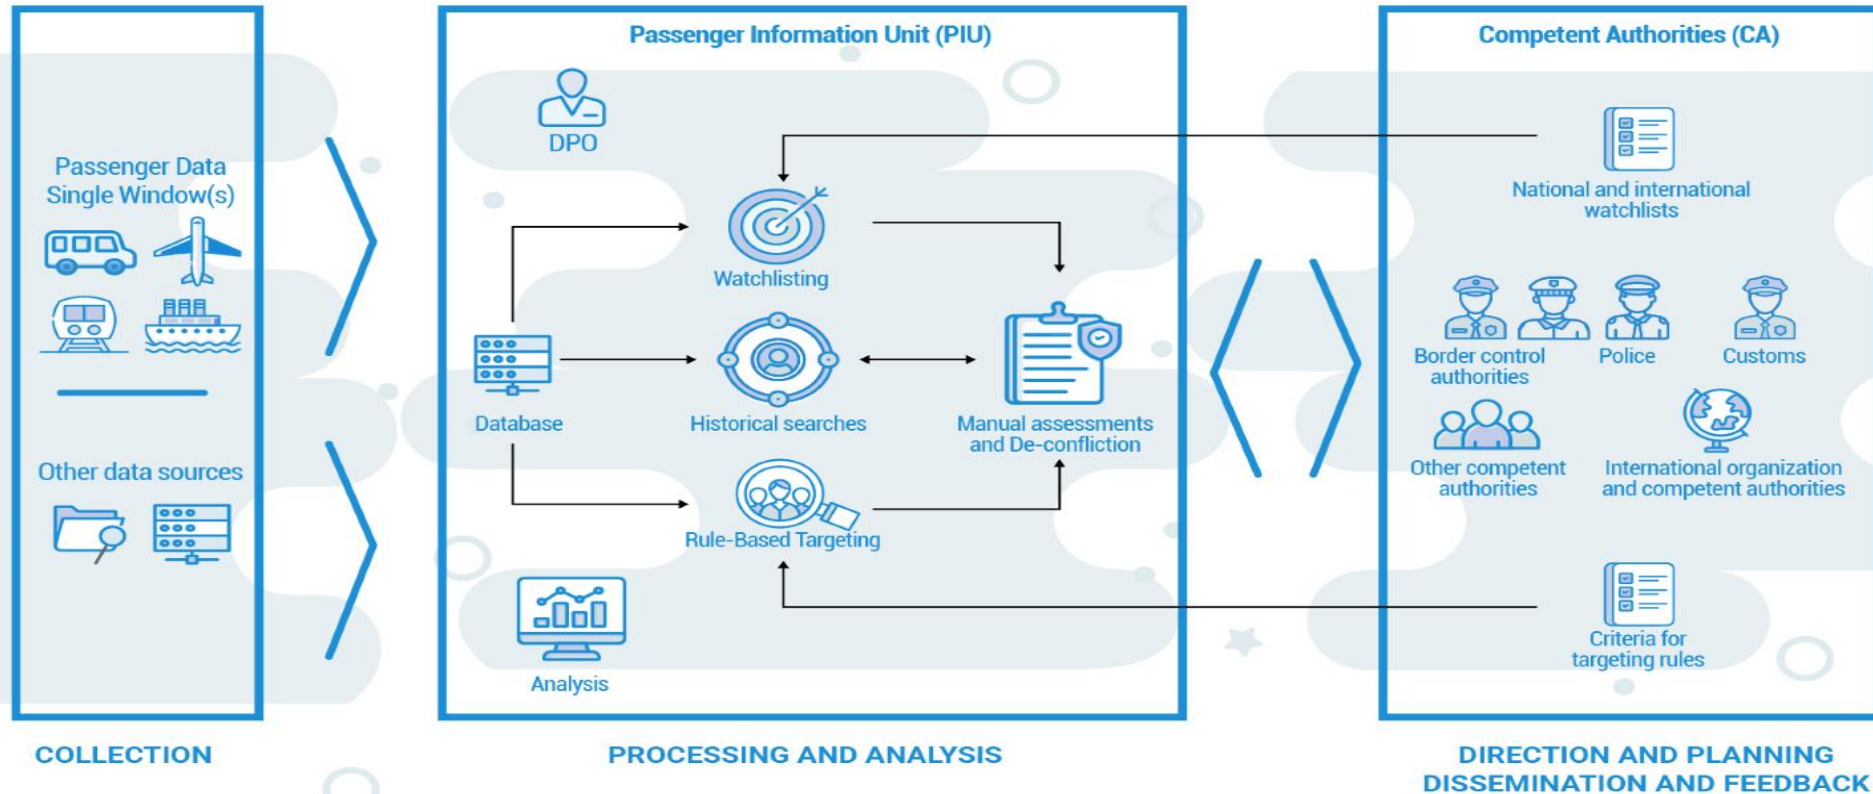 Passenger Data
Single Window(s)
Other data sources
COLLECTION
Passenger Information Unit (PIU)
DPO
Watchlisting
Database
Historical searches
Manual assessments
and De-confliction
Rule-Based Targeting
Analysis
PROCESSING AND ANALYSIS
Competent Authorities (CA)
National and international
watchlists
Border control
authorities
Police
Customs
Other competent
authorities
International organization
and competent authorities
Criteria for
targeting rules
DIRECTION AND PLANNING
DISSEMINATION AND FEEDBACK